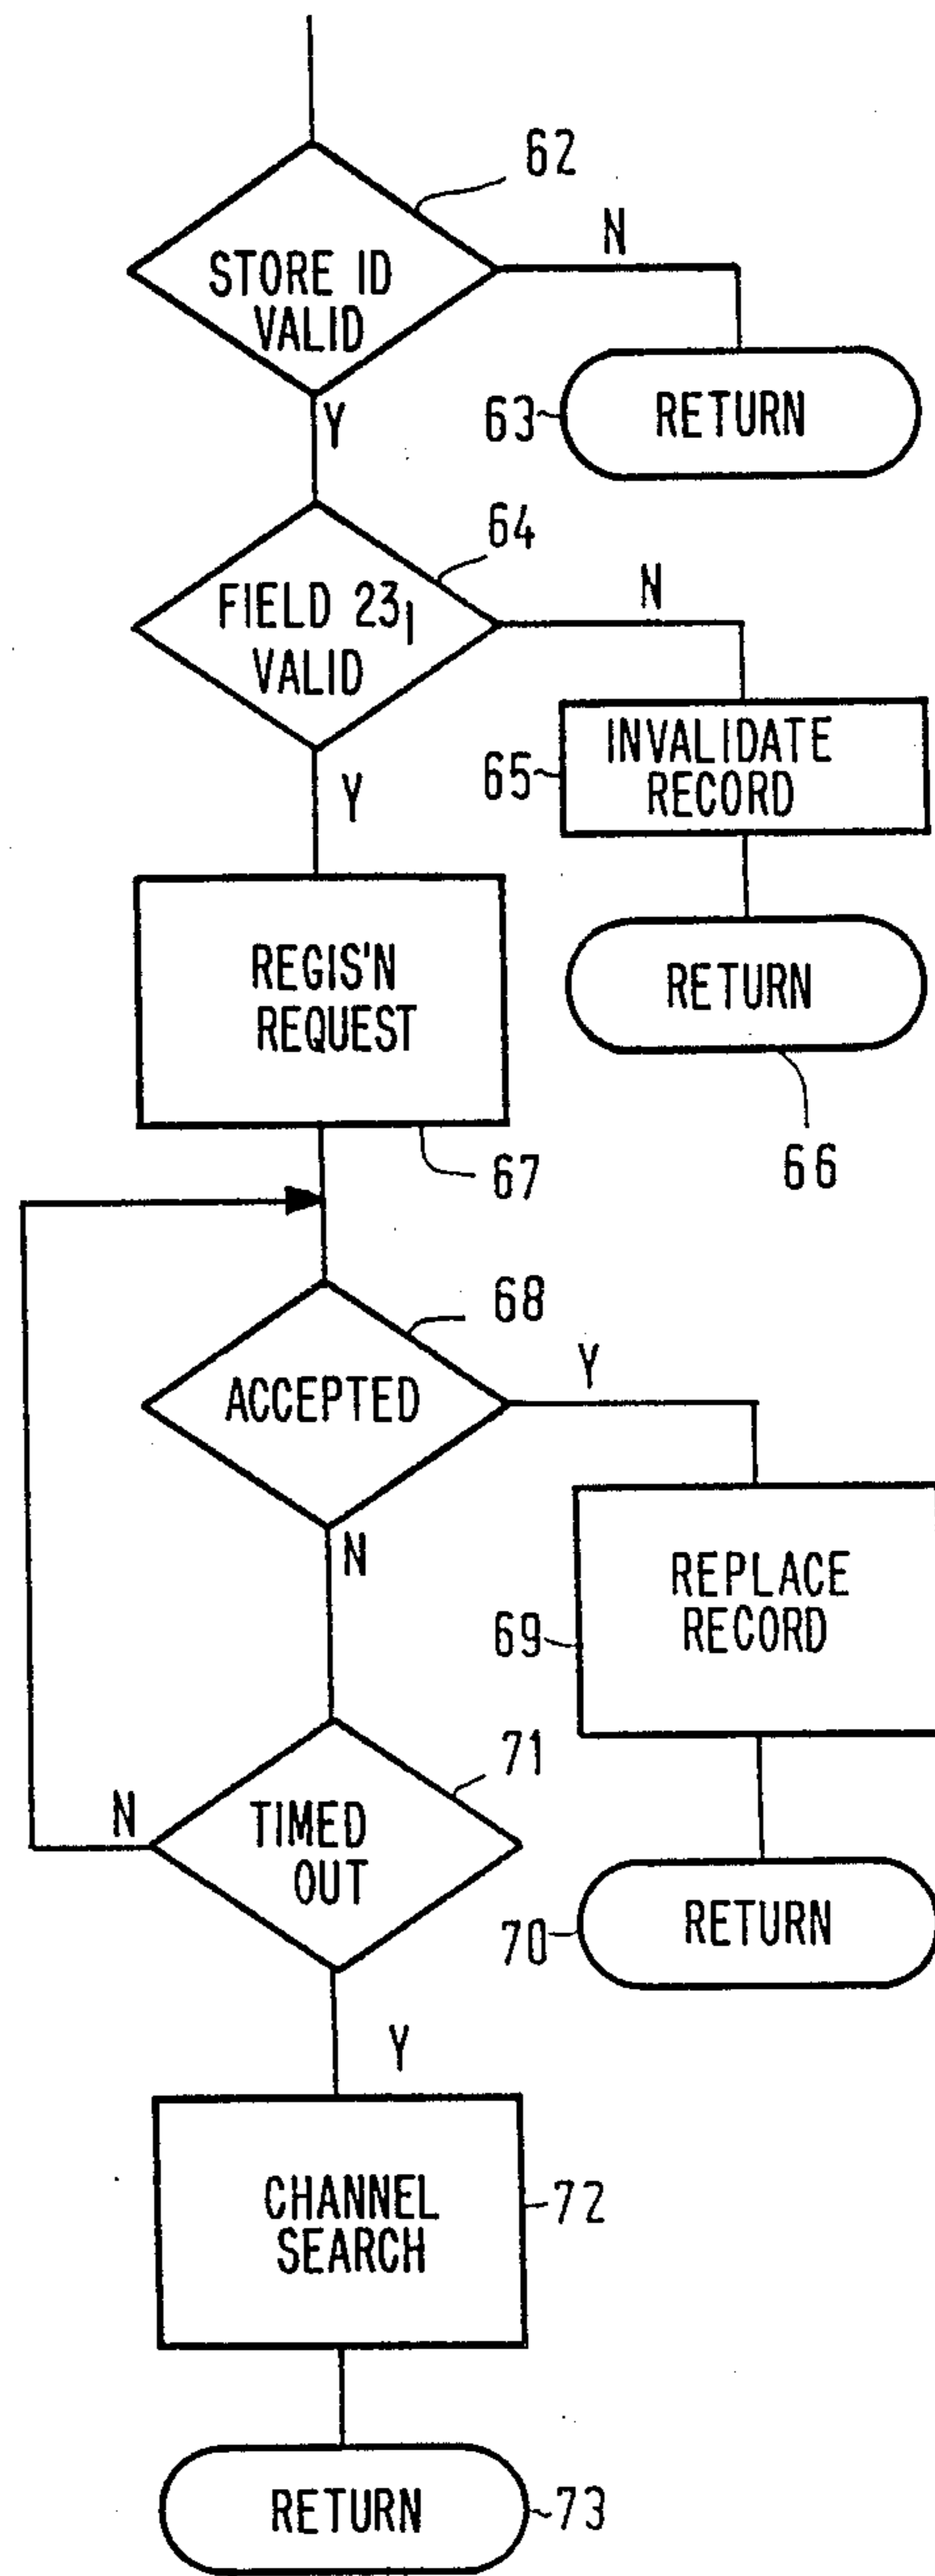 62
N
STORE ID
VALID
63
RETURN
Y
64
N
FIELD 23₁
VALID
65
INVALIDATE
RECORD
Y
REGIS'N
REQUEST
RETURN
66
67
68
Y
ACCEPTED
N
REPLACE
RECORD
69
71
N
TIMED
OUT
70
RETURN
Y
CHANNEL
SEARCH
72
RETURN
73